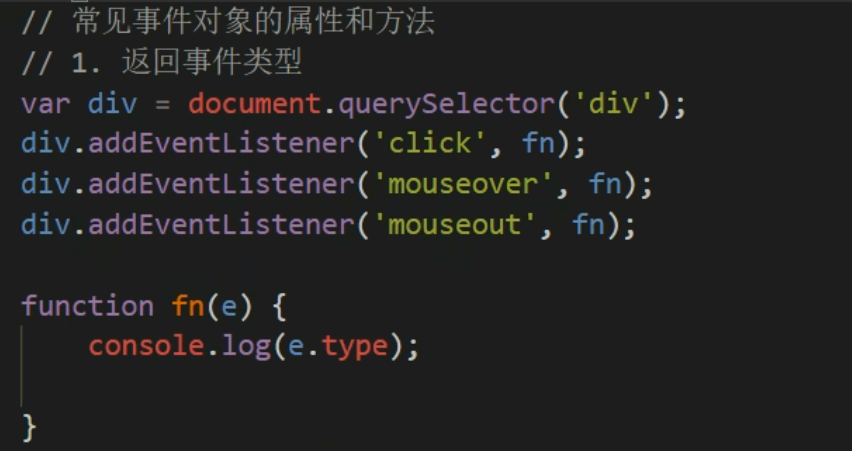 // 常见事件对象的属性和方法
// 1. 返回事件类型
var div = document.querySelector('div');
div.addEventListener('click', fn);
div.addEventListener('mouseover', fn);
div.addEventListener('mouseout', fn);
function fn(e) {
console.log(e.type);
}